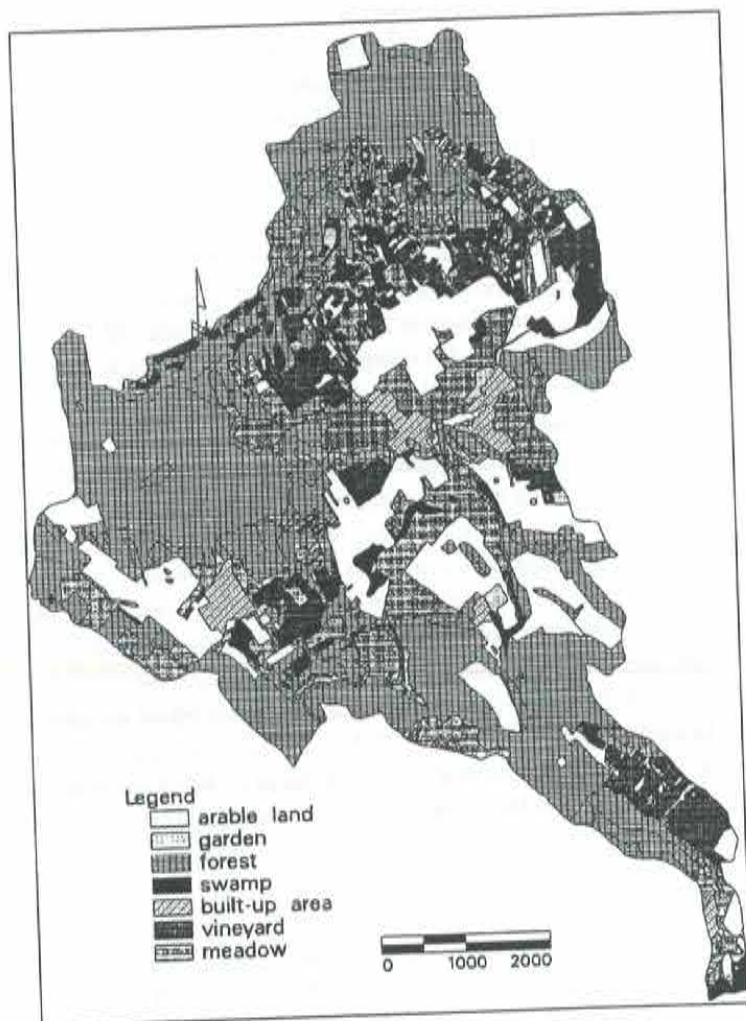 Legend
arable land
garden
forest
swamp
built-up area
vineyard
meadow
0 1000 2000